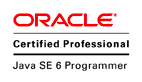 ORACLE®
Certified Professional
Java SE 6 Programmer